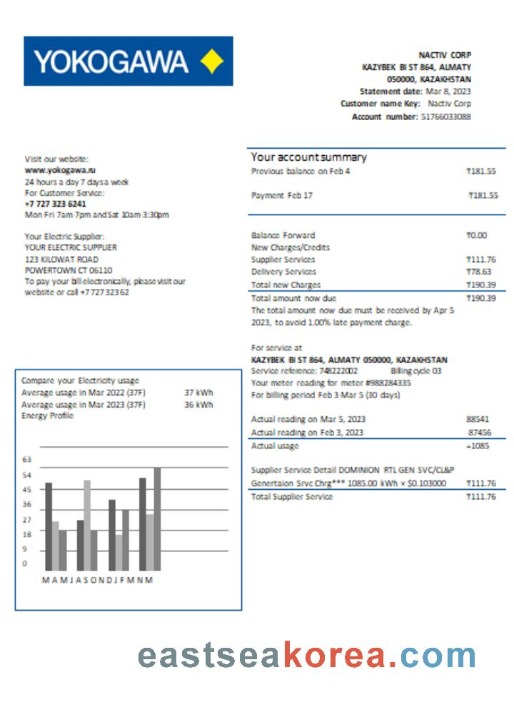 YOKOGAWA
NACTIV CORP
KAZYBEK BI ST 864, ALMATY
050000, KAZAKHSTAN
Statement date: Mar 8, 2023
Customer name Key: Nactiv Corp
Account number: 51766033088
Visit our website:
www.yokogawa.ru
24 hours a day 7 days a week
For Customer Service:
+7 727 323 6241
Mon Fri 7am 7pm and Sat 10am 3:30pm
Your Electric Supplier:
YOUR ELECTRIC SUPPLIER
123 KILOWAT ROAD
POWERTOWN CT 06110
To pay your bill electronically, please visit our
website or call +7 727 323 62
Your account summary
Previous balance on Feb 4 ₸181.55
Payment Feb 17 ₸181.55
Balance Forward ₸0.00
New Charges/Credits
Supplier Services ₸111.76
Delivery Services ₸78.63
Total new Charges ₸190.39
Total amount now due ₸190.39
The total amount now due must be received by Apr 5
2023, to avoid 1.00% late payment charge.
For service at
KAZYBEK BI ST 864, ALMATY 050000, KAZAKHSTAN
Service reference: 748222002 Billing cycle 03
Your meter reading for meter #988284335
For billing period Feb 3-Mar 5 (30 days)
Actual reading on Mar 5, 2023 88541
Actual reading on Feb 3, 2023 87456
Actual usage =1085
Supplier Service Detail DOMINION RTL GEN SVC/CL&P
Genertaion Srvc Chrg*** 1085.00 kWh × $0.103000 ₸111.76
Total Supplier Service ₸111.76
Compare your Electricity usage
Average usage in Mar 2022 (37F) 37 kWh
Average usage in Mar 2023 (37F) 36 kWh
Energy Profile
63
54
45
36
27
18
9
0
M A M J A S O N D J F M N M
eastseakorea.com